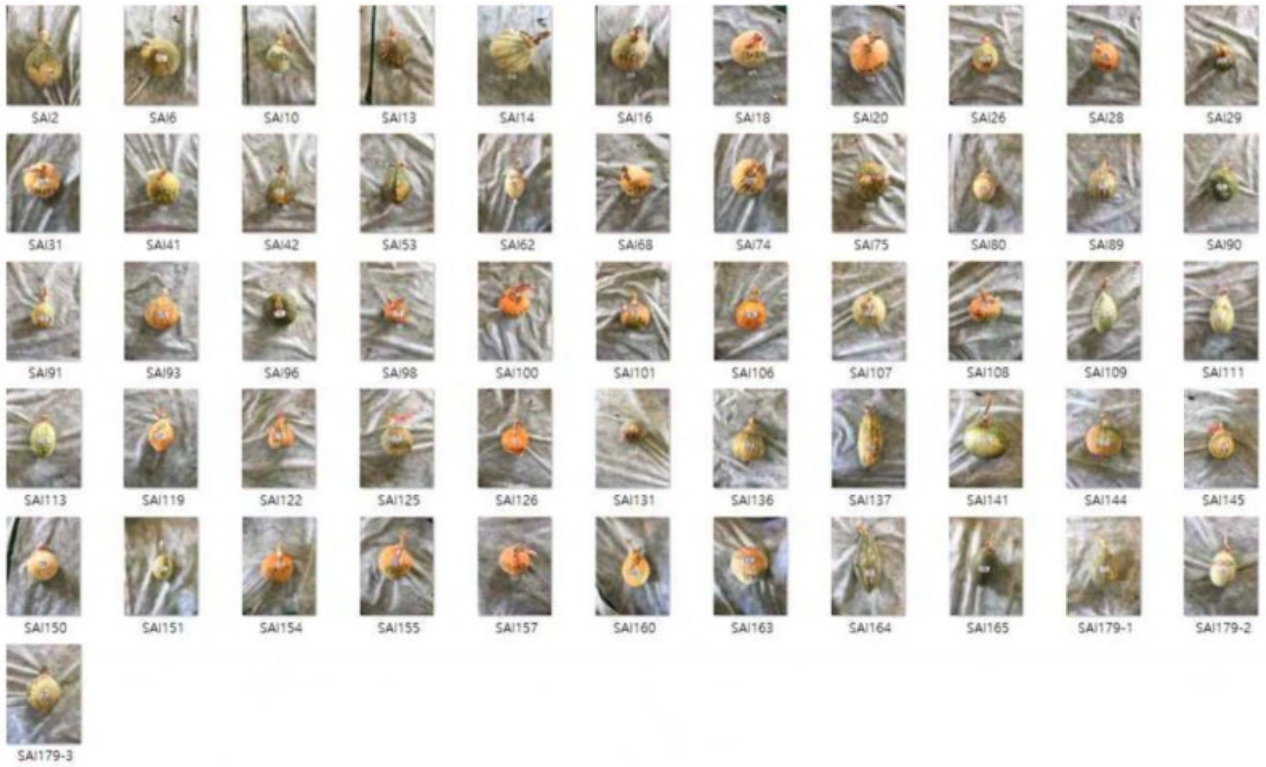 SAI2 SAI6 SAI10 SAI13 SAI14 SAI16 SAI18 SAI20 SAI26 SAI28 SAI29
SAI31 SAI41 SAI42 SAI53 SAI62 SAI68 SAI74 SAI75 SAI80 SAI89 SAI90
SAI91 SAI93 SAI96 SAI98 SAI100 SAI101 SAI106 SAI107 SAI108 SAI109 SAI111
SAI113 SAI119 SAI122 SAI125 SAI126 SAI131 SAI136 SAI137 SAI141 SAI144 SAI145
SAI150 SAI151 SAI154 SAI155 SAI157 SAI160 SAI163 SAI164 SAI165 SAI179-1 SAI179-2
SAI179-3